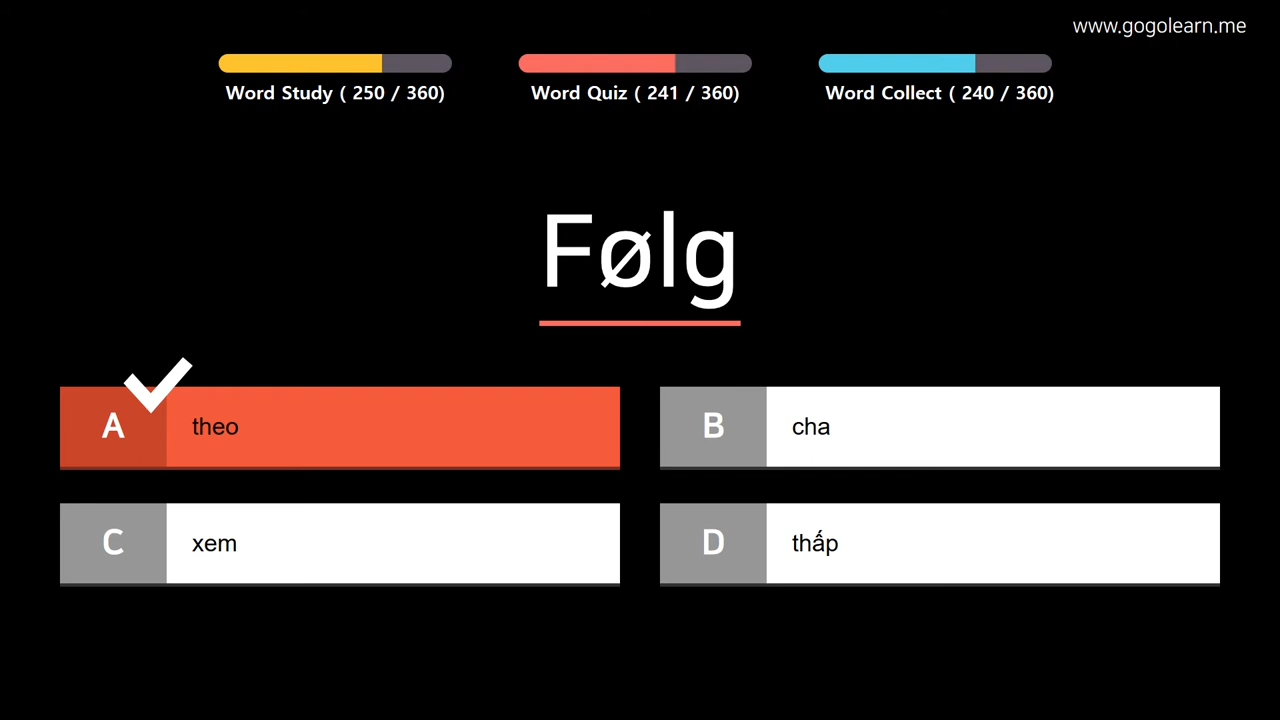 www.gogolearn.me
Word Study ( 250 / 360)
Word Quiz ( 241 / 360)
Word Collect ( 240 / 360)
Følg
A
theo
B
cha
C
xem
D
thấp